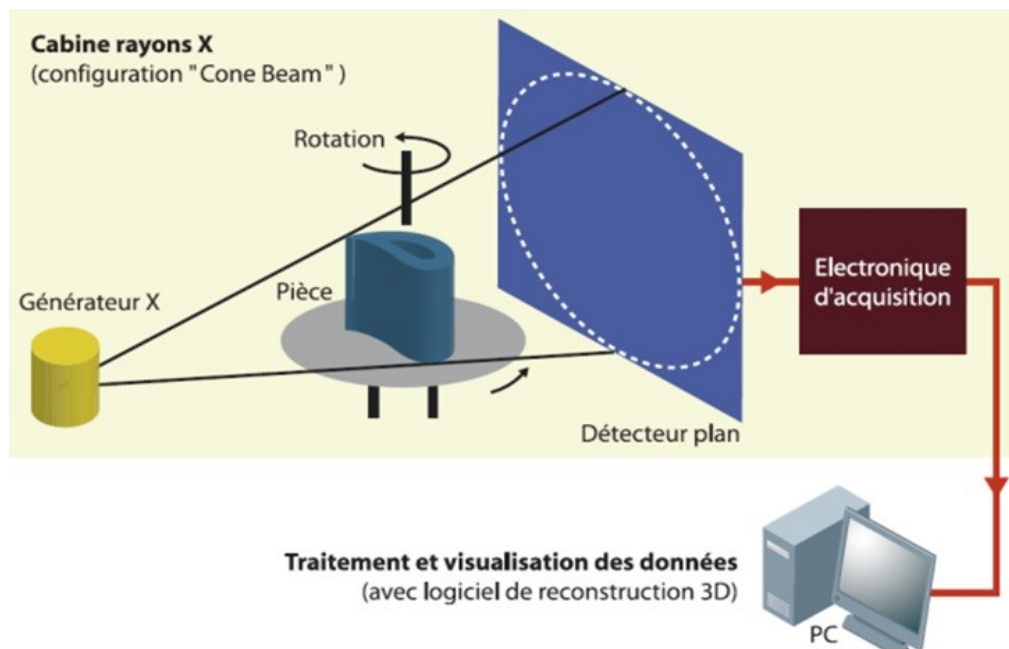 Cabine rayons X
(configuration "Cone Beam" )
Rotation
Générateur X
Pièce
Electronique
d'acquisition
Détecteur plan
Traitement et visualisation des données
(avec logiciel de reconstruction 3D)
PC